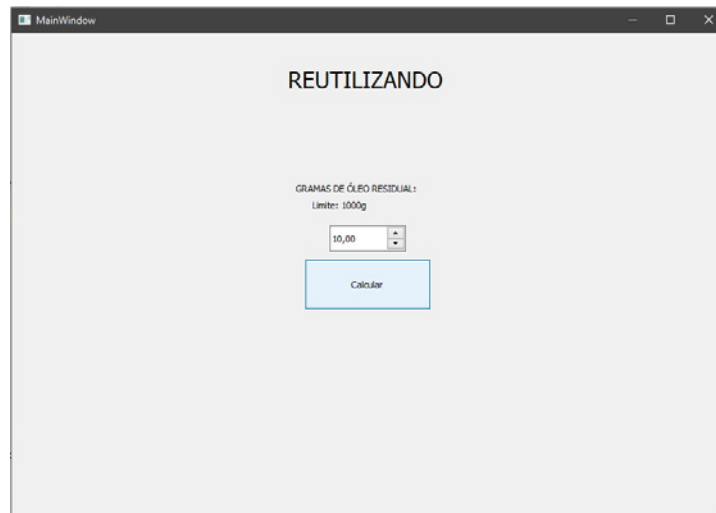 MainWindow
REUTILIZANDO
GRAMAS DE ÓLEO RESIDUAL:
Limite: 1000g
10,00
Calcular